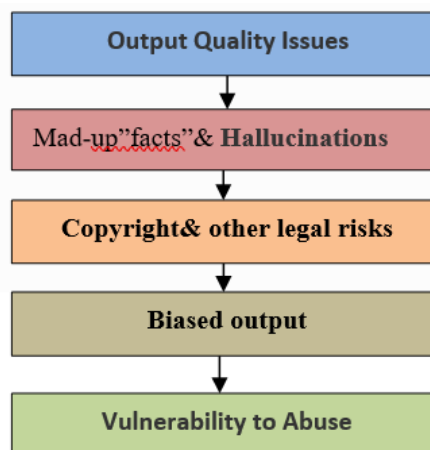 Output Quality Issues
Mad-up”facts”& Hallucinations
Copyright& other legal risks
Biased output
Vulnerability to Abuse